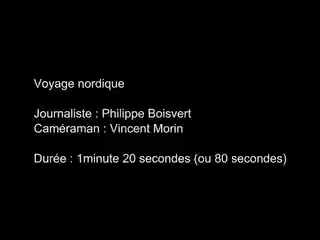 Voyage nordique
Journaliste : Philippe Boisvert
Caméraman : Vincent Morin
Durée : 1minute 20 secondes (ou 80 secondes)